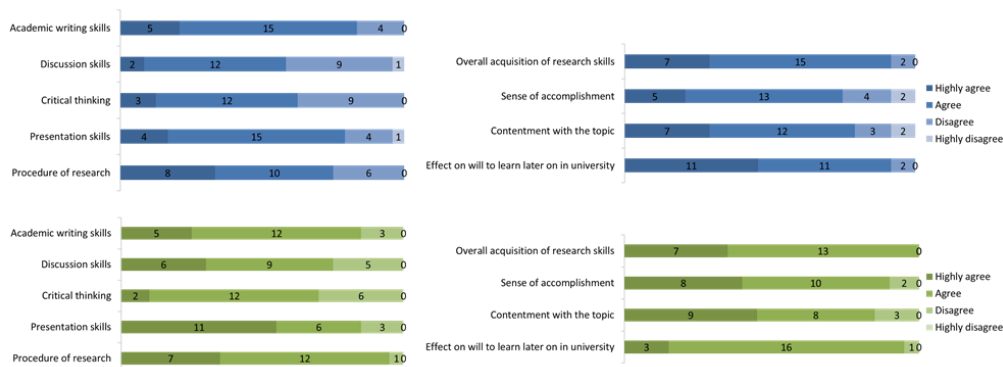 Academic writing skills 5 15 4 0
Discussion skills 2 12 9 1
Critical thinking 3 12 9 0
Presentation skills 4 15 4 1
Procedure of research 8 10 6 0
Overall acquisition of research skills 7 15 2 0
Sense of accomplishment 5 13 4 2
Contentment with the topic 7 12 3 2
Effect on will to learn later on in university 11 11 2 0
Highly agree
Agree
Disagree
Highly disagree
Academic writing skills 5 12 3 0
Discussion skills 6 9 5 0
Critical thinking 2 12 6 0
Presentation skills 11 6 3 0
Procedure of research 7 12 1 0
Overall acquisition of research skills 7 13 0
Sense of accomplishment 8 10 2 0
Contentment with the topic 9 8 3 0
Effect on will to learn later on in university 3 16 1 0
Highly agree
Agree
Disagree
Highly disagree